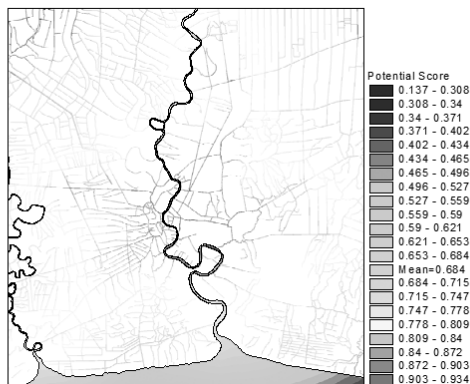 Potential Score
0.137 - 0.308
0.308 - 0.34
0.34 - 0.371
0.371 - 0.402
0.402 - 0.434
0.434 - 0.465
0.465 - 0.496
0.496 - 0.527
0.527 - 0.559
0.559 - 0.59
0.59 - 0.621
0.621 - 0.653
0.653 - 0.684
Mean=0.684
0.684 - 0.715
0.715 - 0.747
0.747 - 0.778
0.778 - 0.809
0.809 - 0.84
0.84 - 0.872
0.872 - 0.903
0.903 - 0.934